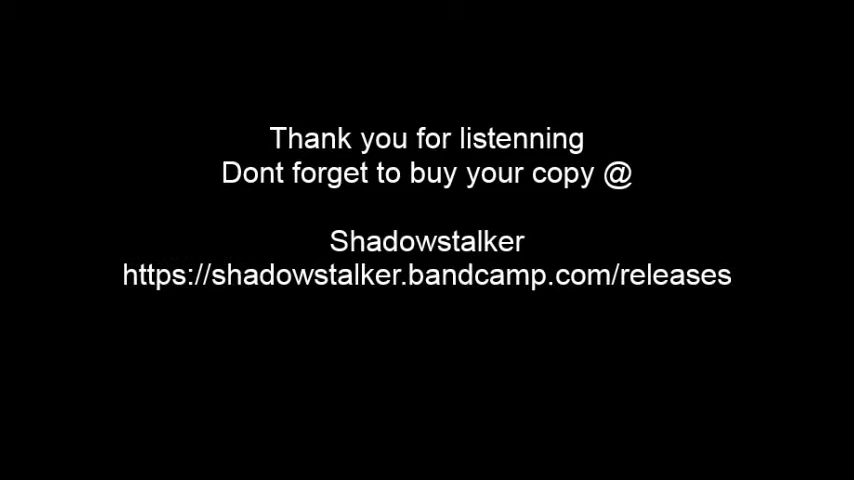 Thank you for listenning
Dont forget to buy your copy @
Shadowstalker
https://shadowstalker.bandcamp.com/releases